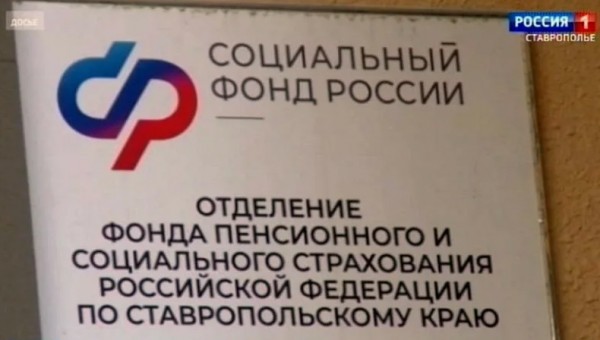 ДОСЬЕ
РОССИЯ 1
СТАВРОПОЛЬЕ
СОЦИАЛЬНЫЙ
ФОНД РОССИИ
ОТДЕЛЕНИЕ
ФОНДА ПЕНСИОННОГО И
СОЦИАЛЬНОГО СТРАХОВАНИЯ
РОССИЙСКОЙ ФЕДЕРАЦИИ
ПО СТАВРОПОЛЬСКОМУ КРАЮ